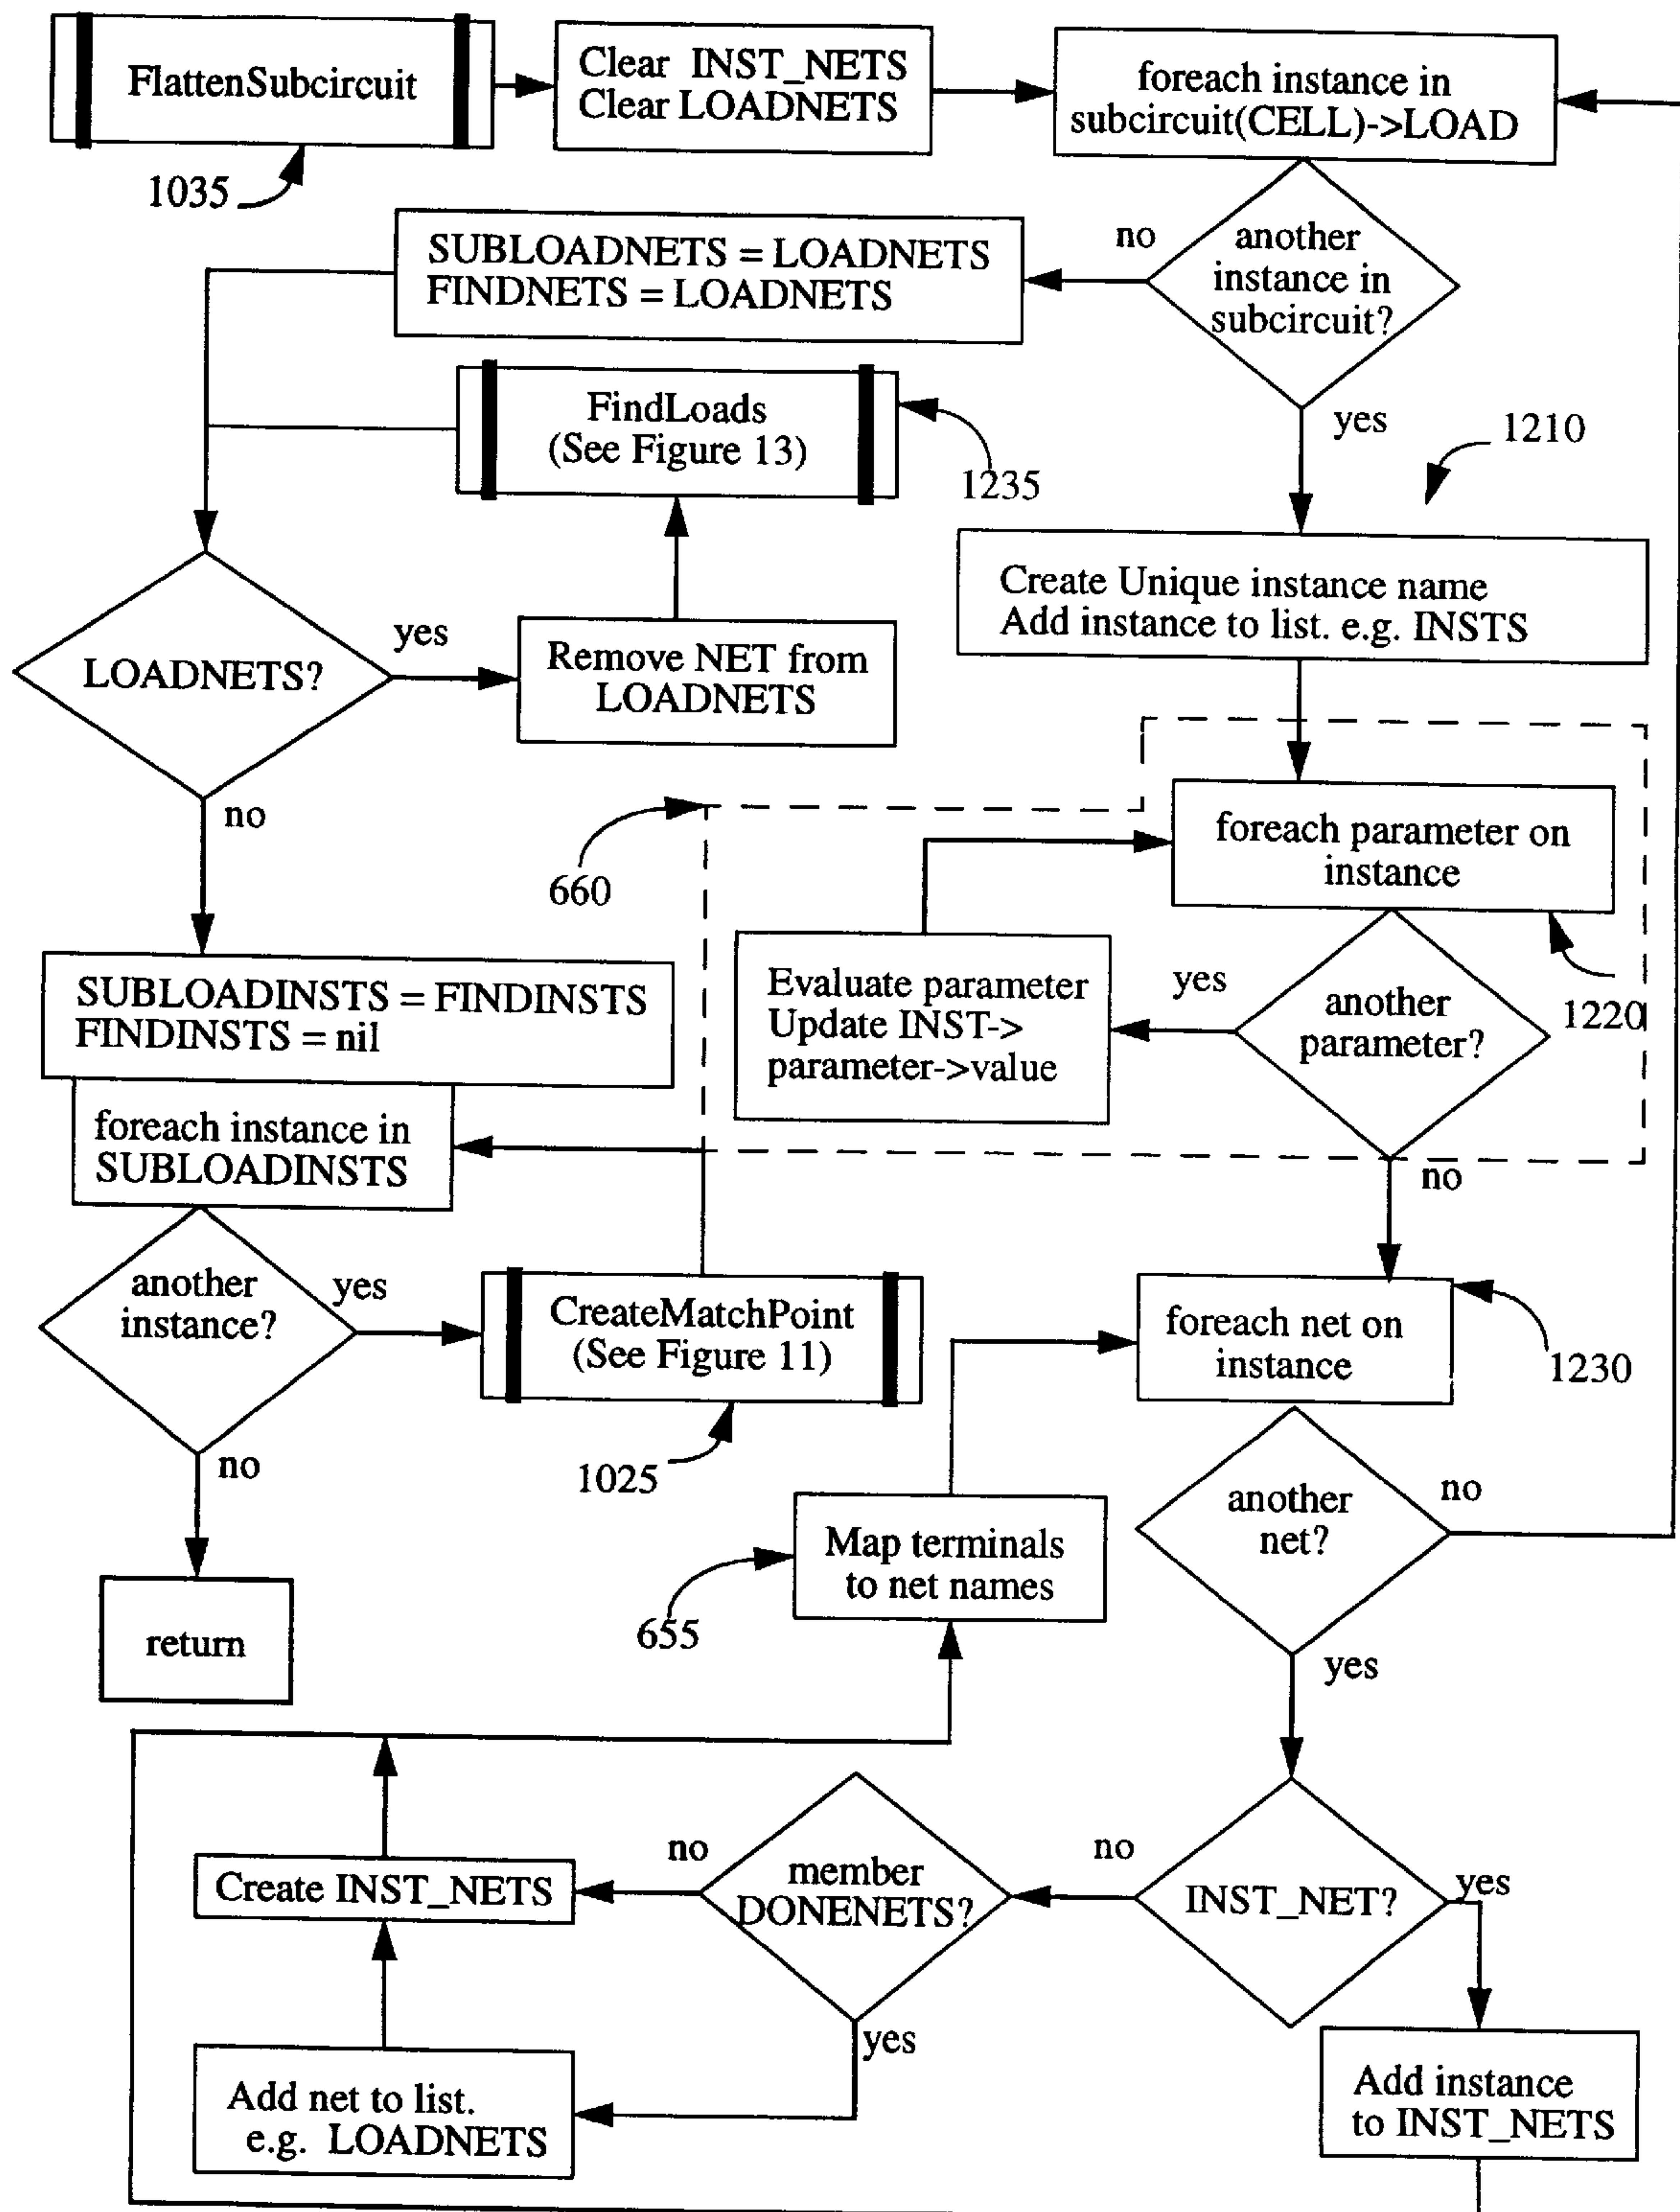 FlattenSubcircuit
Clear INST_NETS
Clear LOADNETS
foreach instance in
subcircuit(CELL)->LOAD
1035
SUBLOADNETS = LOADNETS
FINDNETS = LOADNETS
no
another
instance in
subcircuit?
yes
FindLoads
(See Figure 13)
1235
1210
Create Unique instance name
Add instance to list. e.g. INSTS
LOADNETS?
yes
Remove NET from
LOADNETS
no
660
foreach parameter on
instance
1220
Evaluate parameter
Update INST->
parameter->value
yes
another
parameter?
no
SUBLOADINSTS = FINDINSTS
FINDINSTS = nil
foreach instance in
SUBLOADINSTS
another
instance?
yes
CreateMatchPoint
(See Figure 11)
1025
no
return
foreach net on
instance
1230
another
net?
no
yes
Map terminals
to net names
655
INST_NET?
no
yes
member
DONENETS?
no
yes
Create INST_NETS
Add net to list.
e.g. LOADNETS
Add instance
to INST_NETS